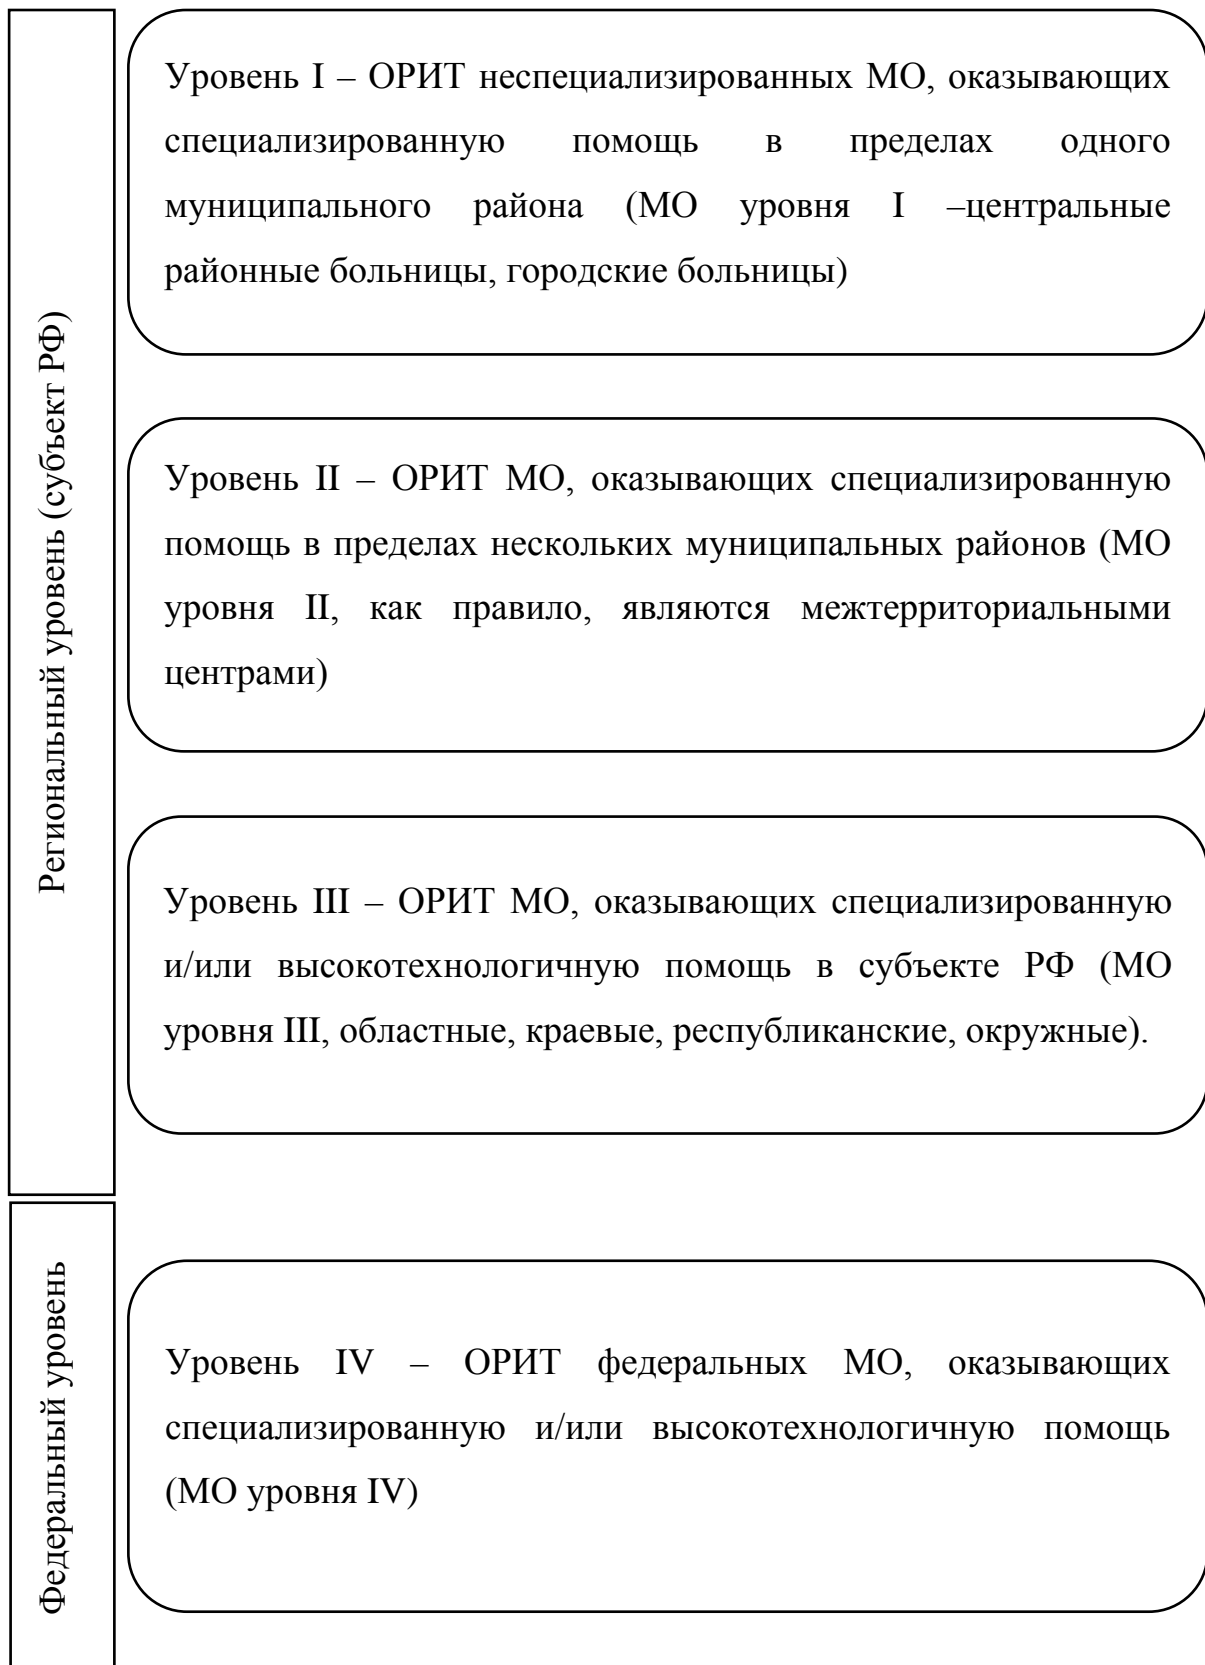 Региональный уровень (субъект РФ)
Уровень I – ОРИТ неспециализированных МО, оказывающих
специализированную помощь в пределах одного
муниципального района (МО уровня I –центральные
районные больницы, городские больницы)
Уровень II – ОРИТ МО, оказывающих специализированную
помощь в пределах нескольких муниципальных районов (МО
уровня II, как правило, являются межтерриториальными
центрами)
Уровень III – ОРИТ МО, оказывающих специализированную
и/или высокотехнологичную помощь в субъекте РФ (МО
уровня III, областные, краевые, республиканские, окружные).
Федеральный уровень
Уровень IV – ОРИТ федеральных МО, оказывающих
специализированную и/или высокотехнологичную помощь
(МО уровня IV)